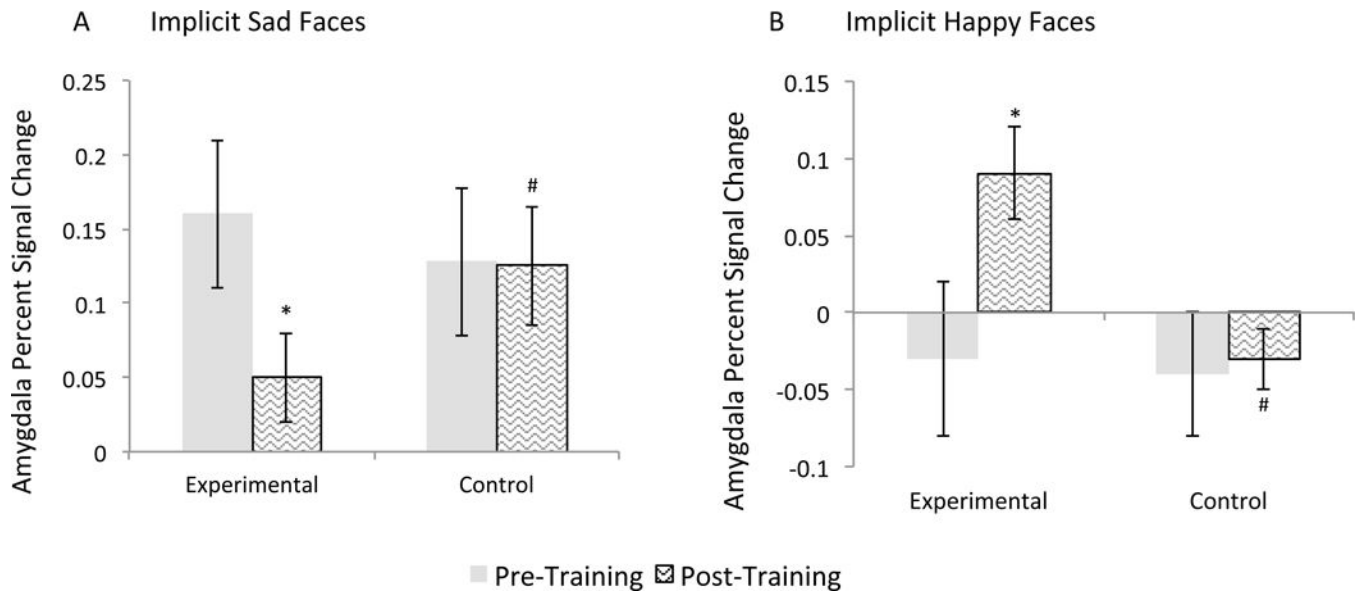 A Implicit Sad Faces
Amygdala Percent Signal Change
0.25
0.2
0.15
0.1
0.05
0
*
#
Experimental Control
B Implicit Happy Faces
Amygdala Percent Signal Change
0.15
0.1
0.05
0
-0.05
-0.1
*
#
Experimental Control
Pre-Training Post-Training